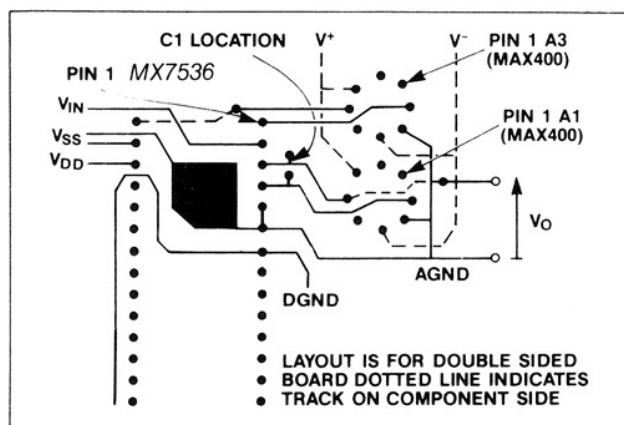 C1 LOCATION
V+
V-
PIN 1 A3
(MAX400)
PIN 1 MX7536
VIN
VSS
VDD
PIN 1 A1
(MAX400)
VO
AGND
DGND
LAYOUT IS FOR DOUBLE SIDED
BOARD DOTTED LINE INDICATES
TRACK ON COMPONENT SIDE